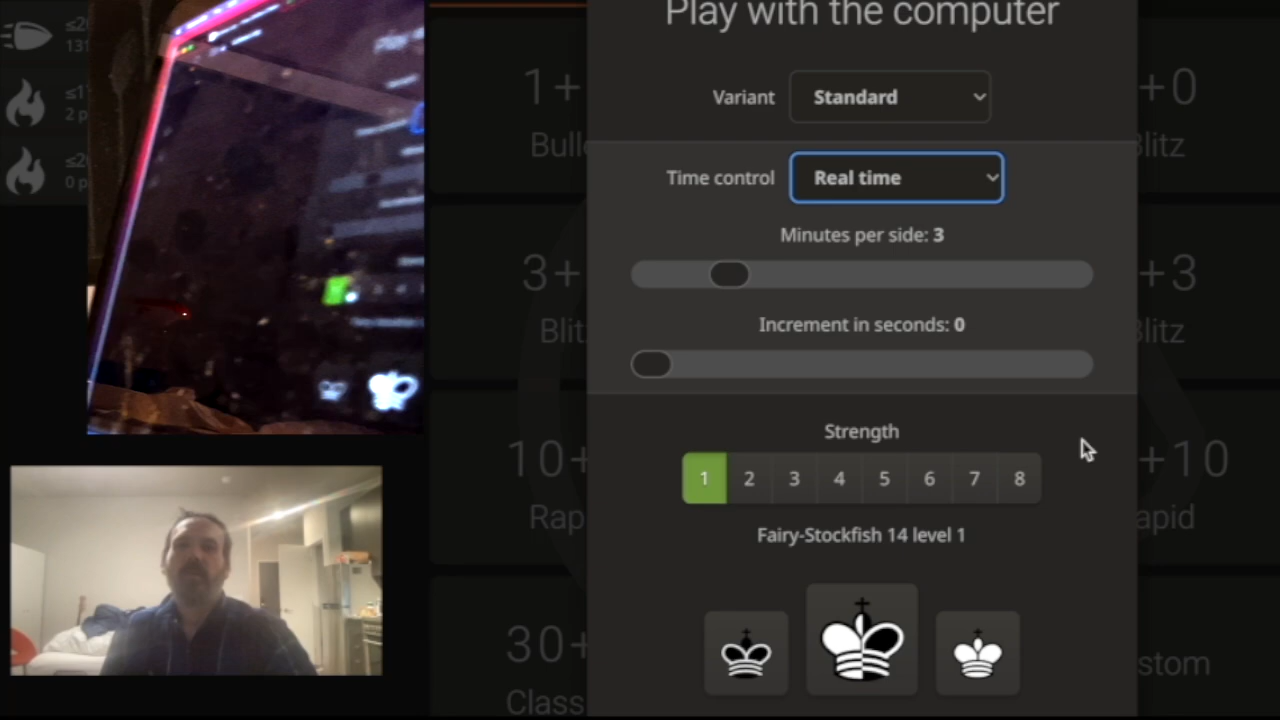 Play with the computer
Variant Standard
Time control Real time
Minutes per side: 3
Increment in seconds: 0
Strength
1 2 3 4 5 6 7 8
Fairy-Stockfish 14 level 1
1+
+0
Blitz
3+
+3
Blitz
10+
+10
Rap
apid
30+
Class
stom